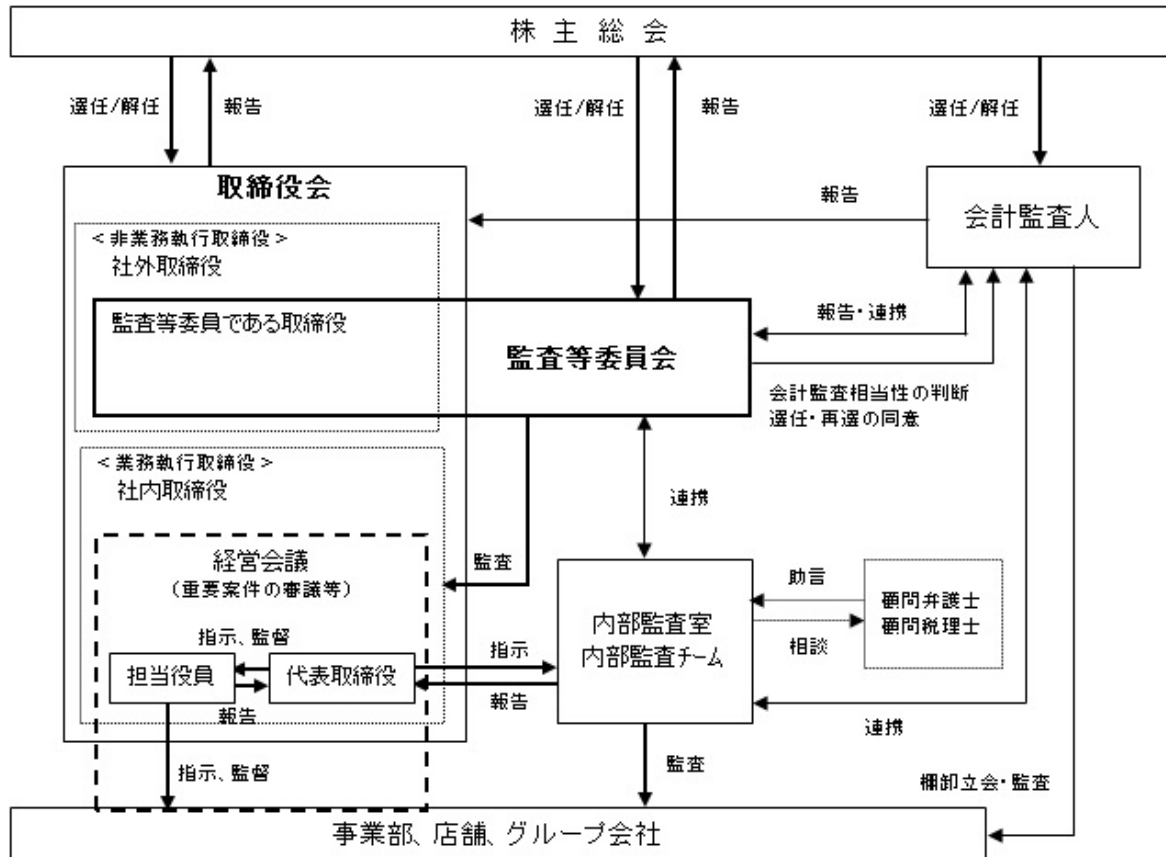 株主総会
選任/解任
報告
選任/解任
報告
選任/解任
取締役会
報告
会計監査人
<非業務執行取締役>
社外取締役
監査等委員である取締役
監査等委員会
報告・連携
会計監査相当性の判断
選任・再選の同意
<業務執行取締役>
社内取締役
連携
経営会議
(重要案件の審議等)
監査
助言
顧問弁護士
顧問税理士
内部監査室
内部監査チーム
相談
指示、監督
指示
担当役員
代表取締役
報告
報告
連携
指示、監督
監査
棚卸立会・監査
事業部、店舗、グループ会社